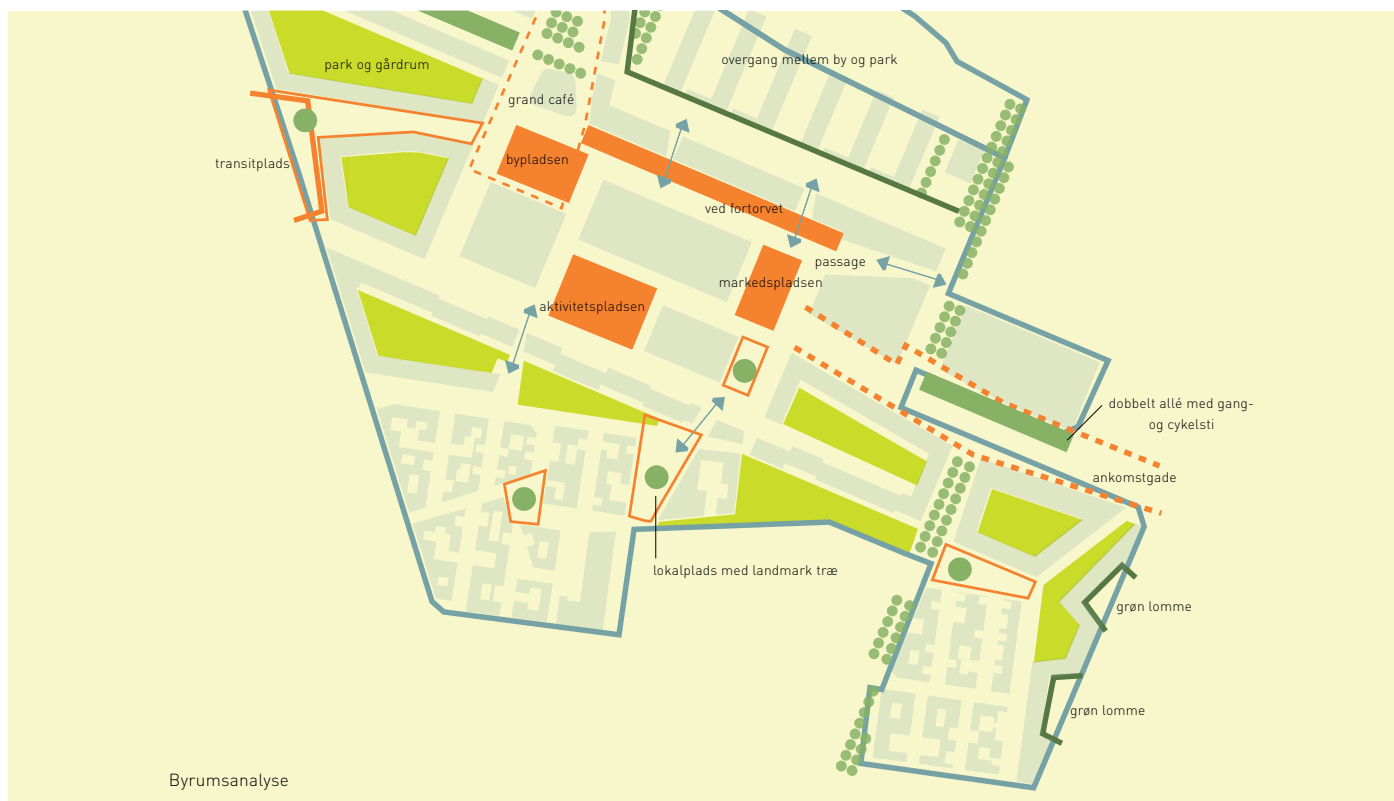 overgang mellem by og park
park og gårdrum
grand café
bypladsen
transitplads
ved fortorvet
passage
markedspladsen
aktivitetspladsen
dobbelt allé med gang-
og cykelsti
ankomstgade
lokalplads med landmark træ
grøn lomme
grøn lomme
Byrumsanalyse